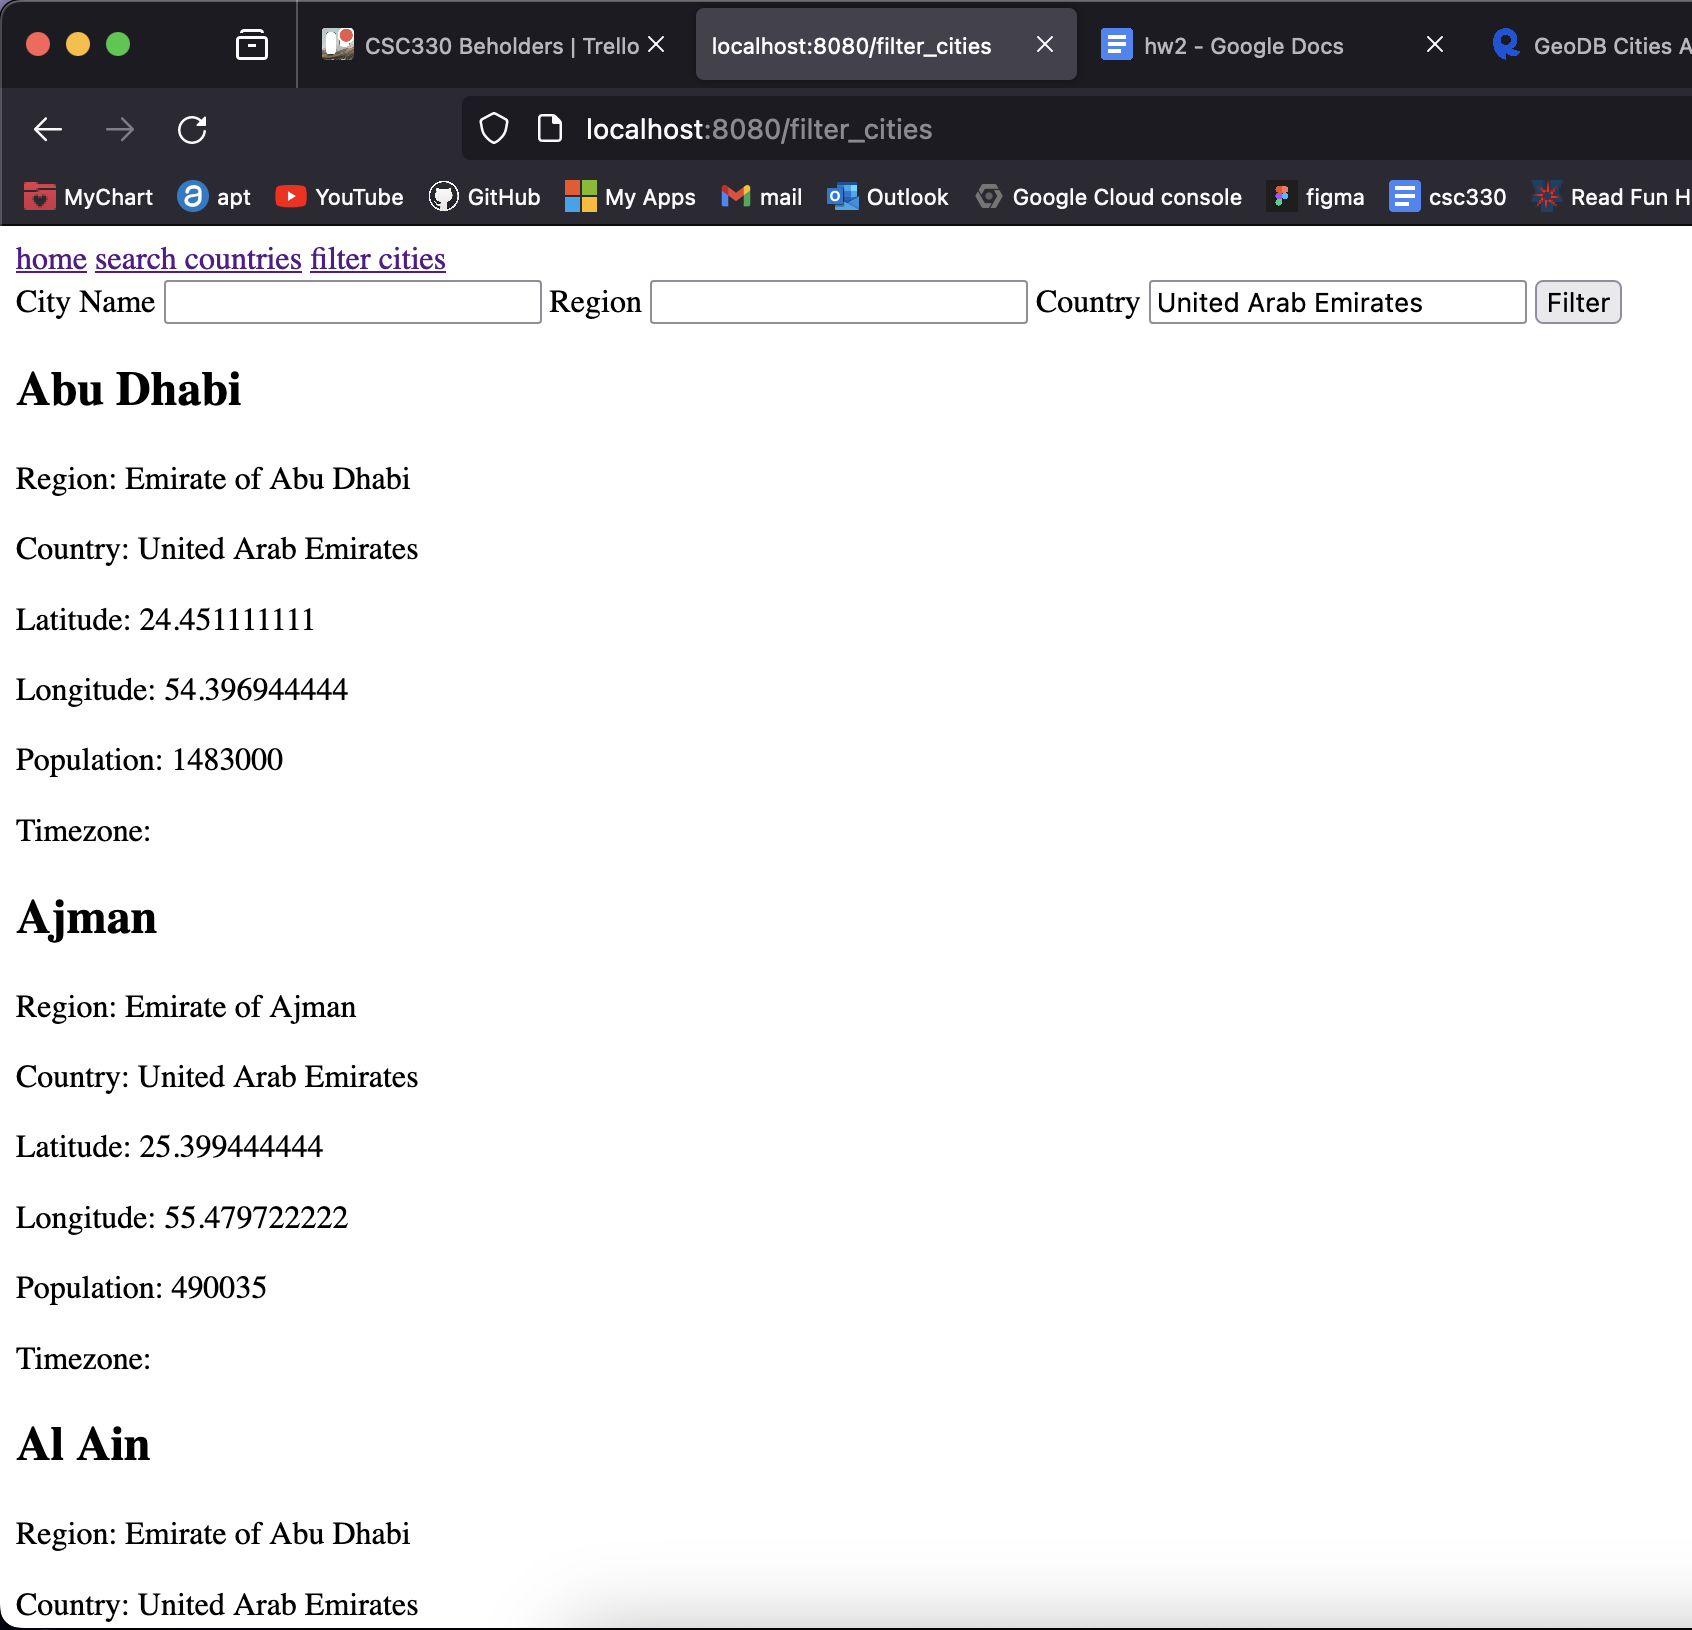 CSC330 Beholders | Trello
localhost:8080/filter_cities
hw2 - Google Docs
GeoDB Cities A
localhost:8080/filter_cities
MyChart apt YouTube GitHub My Apps mail Outlook Google Cloud console figma csc330 Read Fun H
home search countries filter cities
City Name Region Country United Arab Emirates Filter
Abu Dhabi
Region: Emirate of Abu Dhabi
Country: United Arab Emirates
Latitude: 24.451111111
Longitude: 54.396944444
Population: 1483000
Timezone:
Ajman
Region: Emirate of Ajman
Country: United Arab Emirates
Latitude: 25.399444444
Longitude: 55.479722222
Population: 490035
Timezone:
Al Ain
Region: Emirate of Abu Dhabi
Country: United Arab Emirates